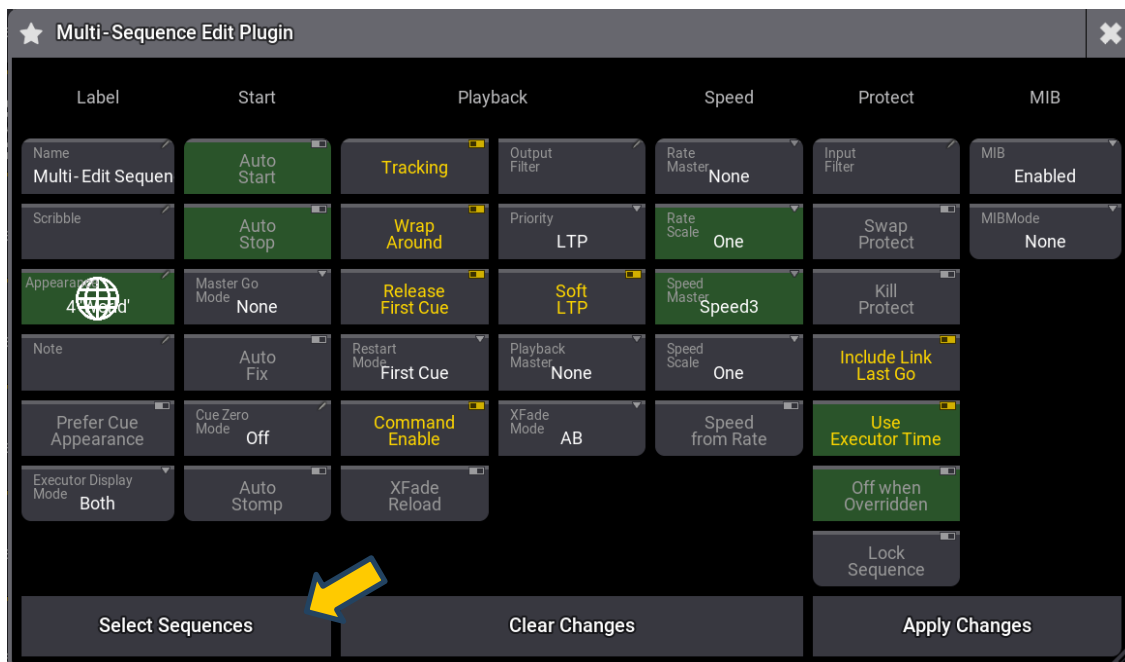 Multi-Sequence Edit Plugin
Label
Start
Playback
Speed
Protect
MIB
Name
Multi-Edit Sequen
Auto
Start
Tracking
Output
Filter
Rate
Master
None
Input
Filter
MIB
Enabled
Scribble
Auto
Stop
Wrap
Around
Priority
LTP
Rate
Scale
One
Swap
Protect
MIBMode
None
Appearance
Master Go
Mode
None
Release
First Cue
Soft
LTP
Speed
Master
Speed3
Kill
Protect
Note
Auto
Fix
Restart
Mode
First Cue
Playback
Master
None
Speed
Scale
One
Include Link
Last Go
Prefer Cue
Appearance
Cue Zero
Mode
Off
Command
Enable
XFade
Mode
AB
Speed
from Rate
Use
Executor Time
Executor Display
Mode
Both
Auto
Stomp
XFade
Reload
Off when
Overridden
Lock
Sequence
Select Sequences
Clear Changes
Apply Changes